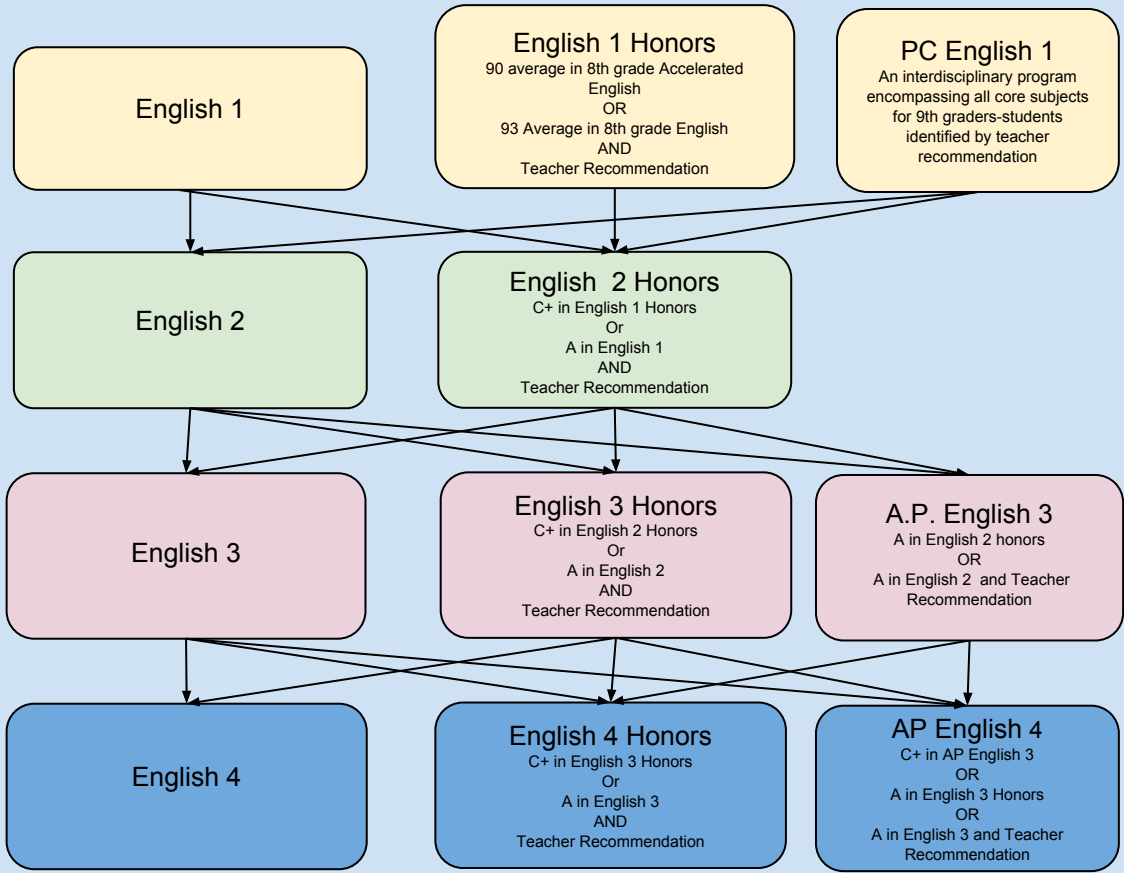 English 1
English 1 Honors
90 average in 8th grade Accelerated
English
OR
93 Average in 8th grade English
AND
Teacher Recommendation
PC English 1
An interdisciplinary program
encompassing all core subjects
for 9th graders-students
identified by teacher
recommendation
English 2
English  2 Honors
C+ in English 1 Honors
Or
A in English 1
AND
Teacher Recommendation
English 3
English 3 Honors
C+ in English 2 Honors
Or
A in English 2
AND
Teacher Recommendation
A.P. English 3
A in English 2 honors
OR
A in English 2  and Teacher
Recommendation
English 4
English 4 Honors
C+ in English 3 Honors
Or
A in English 3
AND
Teacher Recommendation
AP English 4
C+ in AP English 3
OR
A in English 3 Honors
OR
A in English 3 and Teacher
Recommendation